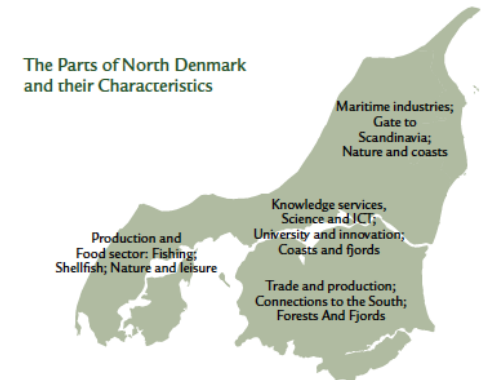 The Parts of North Denmark
and their Characteristics
Maritime industries;
Gate to
Scandinavia;
Nature and coasts
Knowledge services,
Science and ICT;
University and innovation;
Coasts and fjords
Production and
Food sector: Fishing;
Shellfish; Nature and leisure
Trade and production;
Connections to the South;
Forests And Fjords